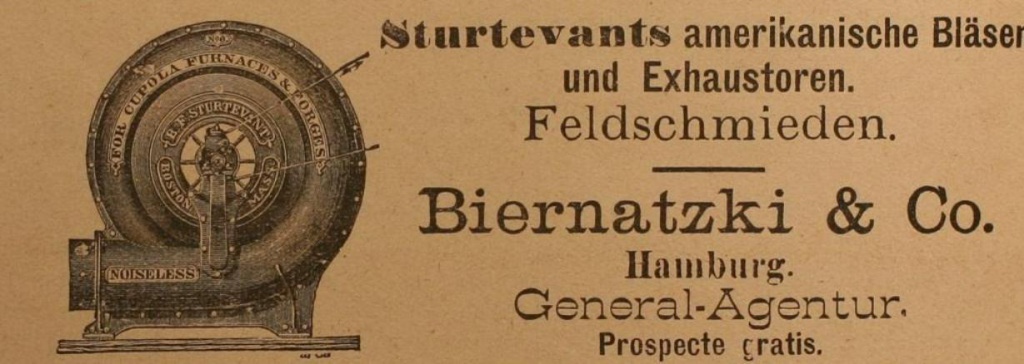 Sturtevants amerikanische Bläser
und Exhaustoren.
Feldschmieden.
Biernatzki & Co.
Hamburg.
General-Agentur.
Prospecte gratis.
No.
FOR CUPOLA FURNACES & FORGES
B.F. STURTEVANT
BOSTON MASS.
NOISELESS